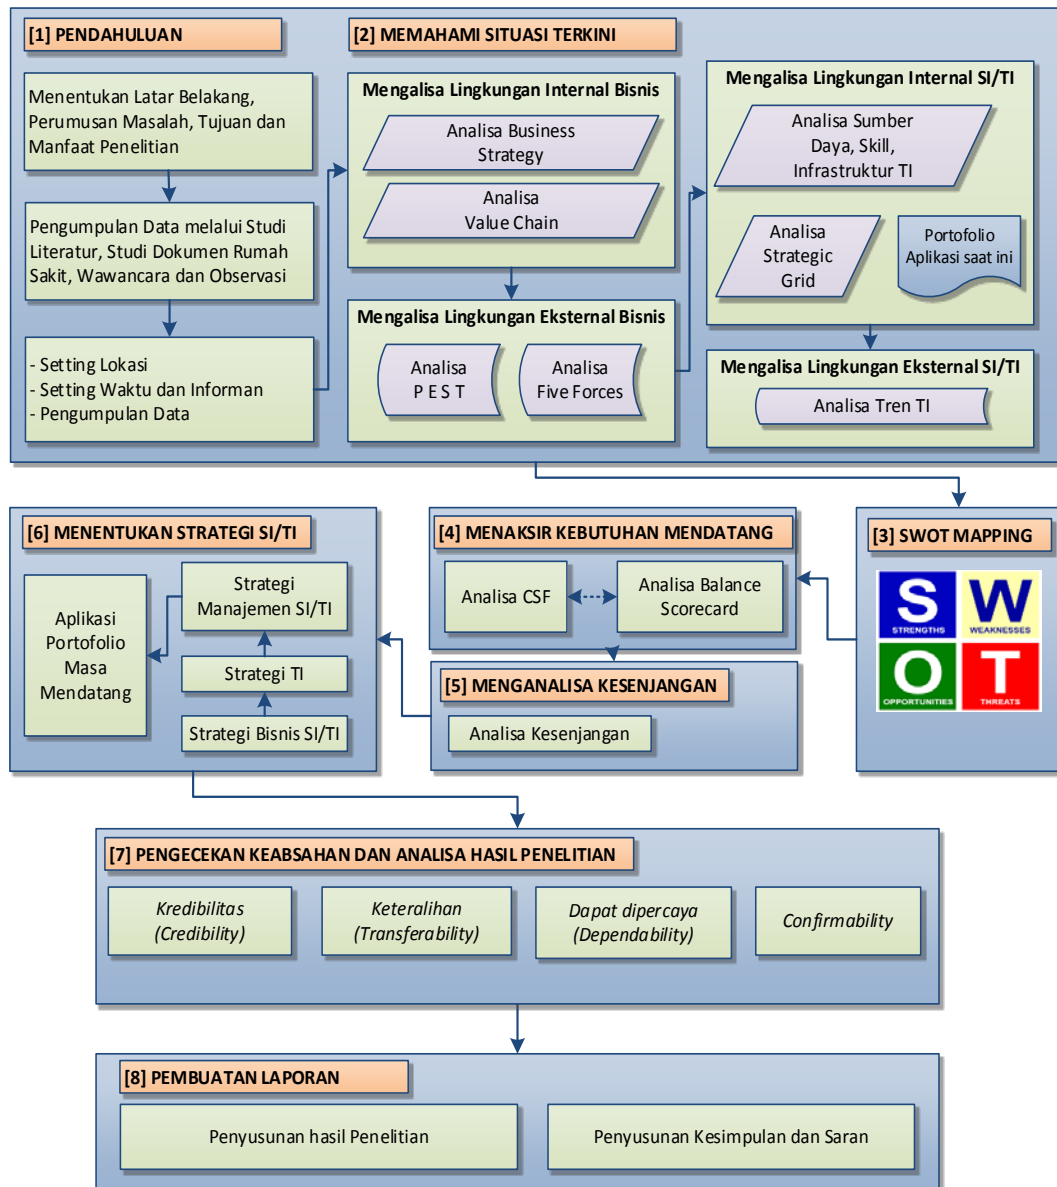 [1] PENDAHULUAN
Menentukan Latar Belakang,
Perumusan Masalah, Tujuan dan
Manfaat Penelitian
Pengumpulan Data melalui Studi
Literatur, Studi Dokumen Rumah
Sakit, Wawancara dan Observasi
- Setting Lokasi
- Setting Waktu dan Informan
- Pengumpulan Data
[2] MEMAHAMI SITUASI TERKINI
Mengalisa Lingkungan Internal Bisnis
Analisa Business
Strategy
Analisa
Value Chain
Mengalisa Lingkungan Eksternal Bisnis
Analisa
P E S T
Analisa
Five Forces
Mengalisa Lingkungan Internal SI/TI
Analisa Sumber
Daya, Skill,
Infrastruktur TI
Analisa
Strategic
Grid
Portofolio
Aplikasi saat ini
Mengalisa Lingkungan Eksternal SI/TI
Analisa Tren TI
[3] SWOT MAPPING
S
STRENGTHS
W
WEAKNESSES
O
OPPORTUNITIES
T
THREATS
[4] MENAKSIR KEBUTUHAN MENDATANG
Analisa CSF
Analisa Balance
Scorecard
[5] MENGANALISA KESENJANGAN
Analisa Kesenjangan
[6] MENENTUKAN STRATEGI SI/TI
Aplikasi
Portofolio
Masa
Mendatang
Strategi
Manajemen SI/TI
Strategi TI
Strategi Bisnis SI/TI
[7] PENGECEKAN KEABSAHAN DAN ANALISA HASIL PENELITIAN
Kredibilitas
(Credibility)
Keteralihan
(Transferability)
Dapat dipercaya
(Dependability)
Confirmability
[8] PEMBUATAN LAPORAN
Penyusunan hasil Penelitian
Penyusunan Kesimpulan dan Saran